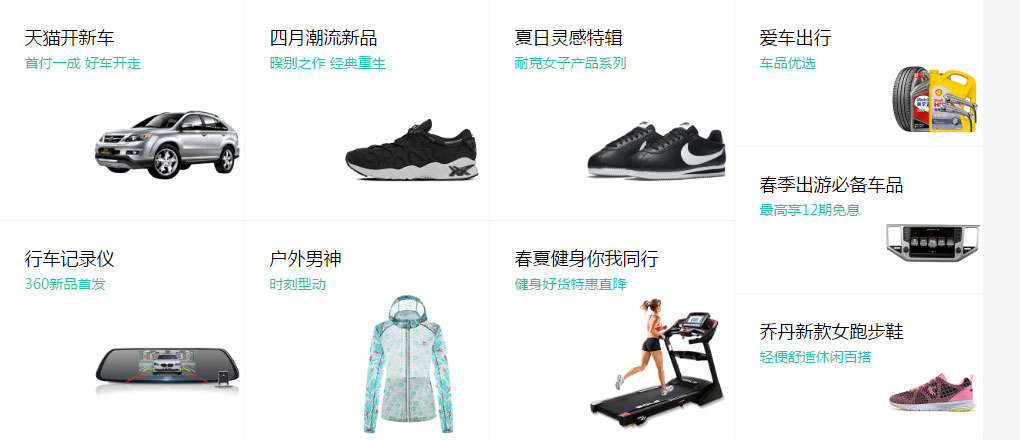 天猫开新车
首付一成 好车开走
四月潮流新品
暌别之作 经典重生
夏日灵感特辑
耐克女子产品系列
爱车出行
车品优选
春季出游必备车品
最高享12期免息
行车记录仪
360新品首发
户外男神
时刻型动
春夏健身你我同行
健身好货特惠直降
乔丹新款女跑步鞋
轻便舒适休闲百搭